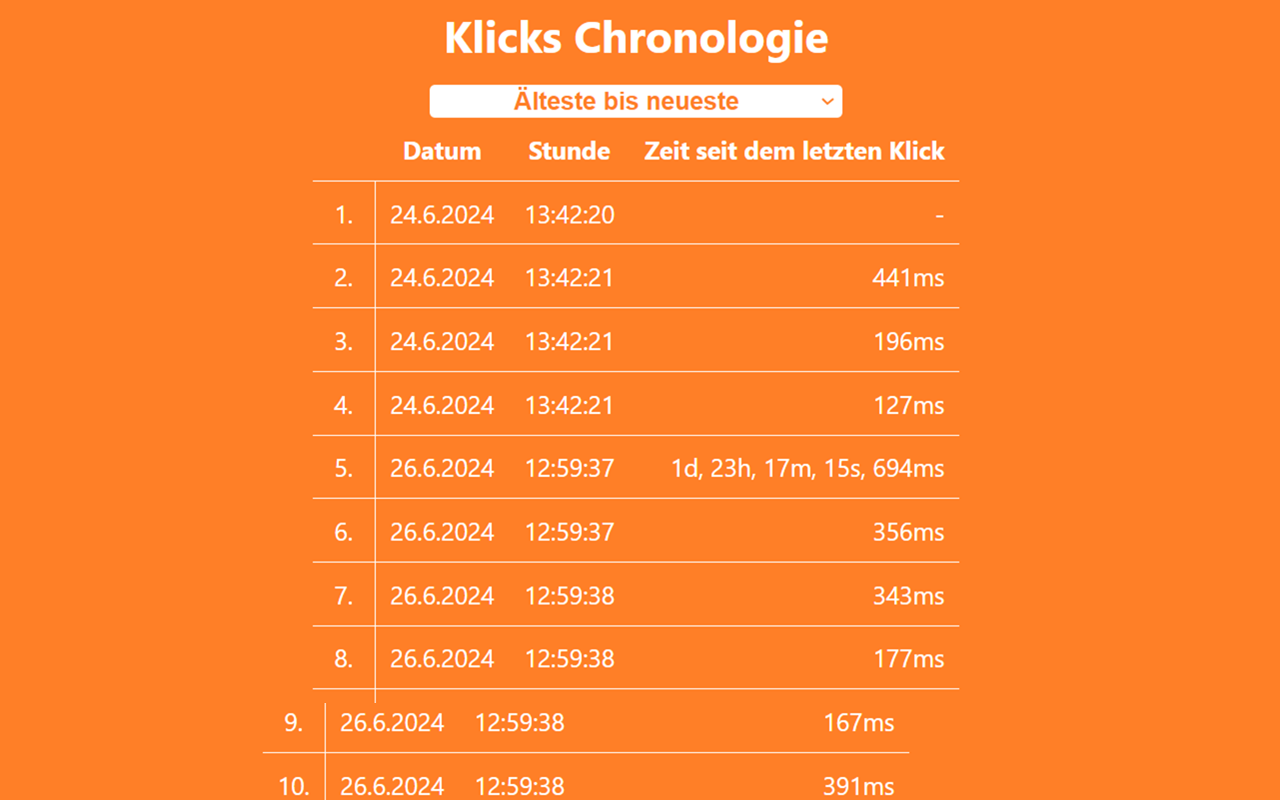 Klicks Chronologie
Älteste bis neueste
Datum Stunde Zeit seit dem letzten Klick
1. 24.6.2024 13:42:20 -
2. 24.6.2024 13:42:21 441ms
3. 24.6.2024 13:42:21 196ms
4. 24.6.2024 13:42:21 127ms
5. 26.6.2024 12:59:37 1d, 23h, 17m, 15s, 694ms
6. 26.6.2024 12:59:37 356ms
7. 26.6.2024 12:59:38 343ms
8. 26.6.2024 12:59:38 177ms
9. 26.6.2024 12:59:38 167ms
10. 26.6.2024 12:59:38 391ms